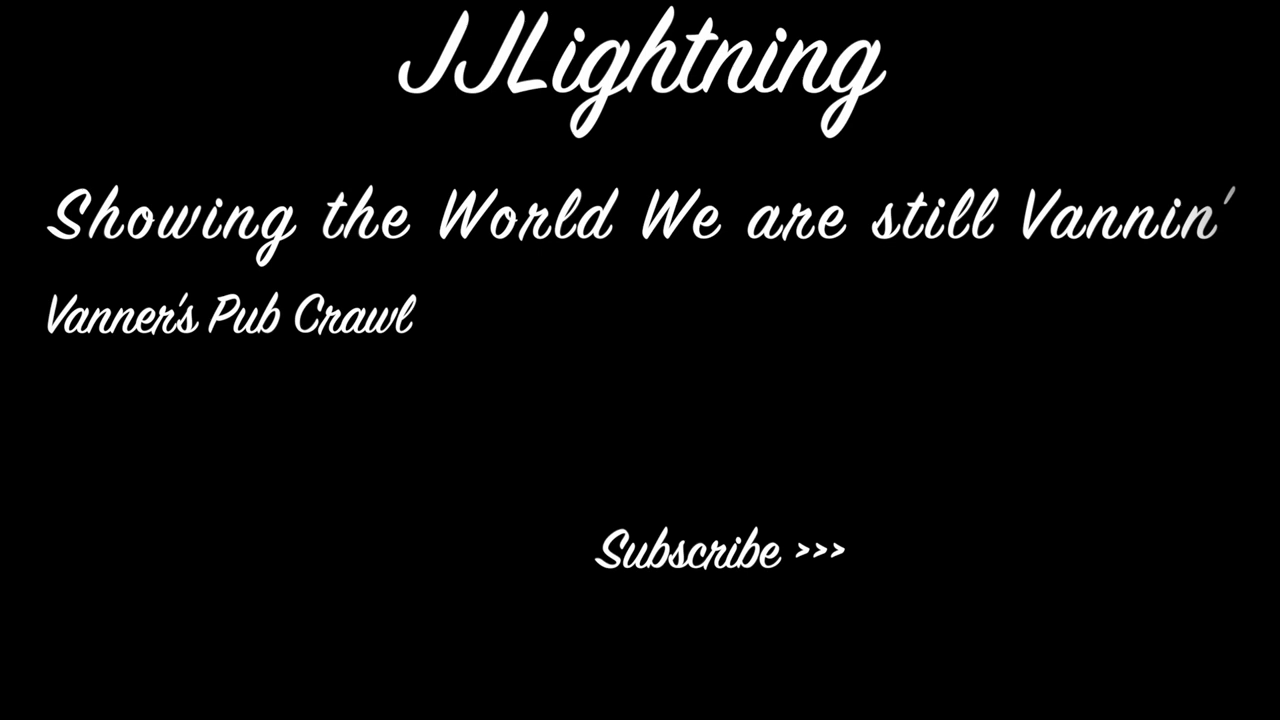 JJLightning
Showing the World We are still Vannin'
Vanner's Pub Crawl
Subscribe >>>